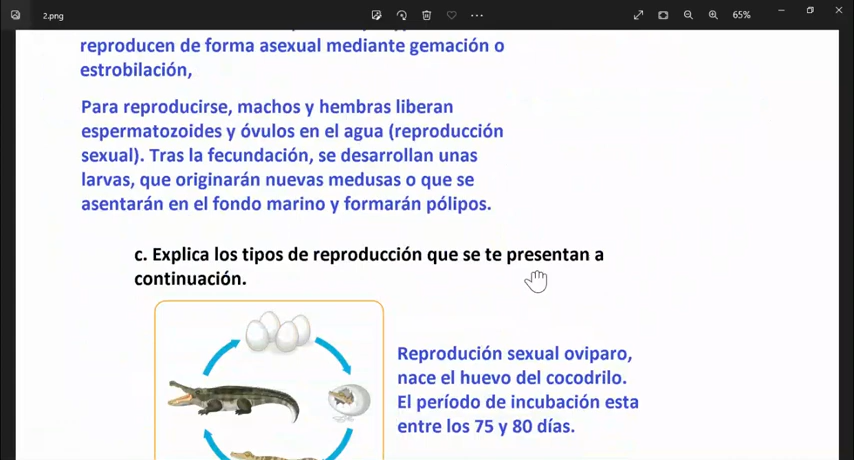 2.png
65%
reproducen de forma asexual mediante gemación o
estrobilación,
Para reproducirse, machos y hembras liberan
espermatozoides y óvulos en el agua (reproducción
sexual). Tras la fecundación, se desarrollan unas
larvas, que originarán nuevas medusas o que se
asentarán en el fondo marino y formarán pólipos.
c. Explica los tipos de reproducción que se te presentan a
continuación.
Reprodución sexual oviparo,
nace el huevo del cocodrilo.
El período de incubación esta
entre los 75 y 80 días.